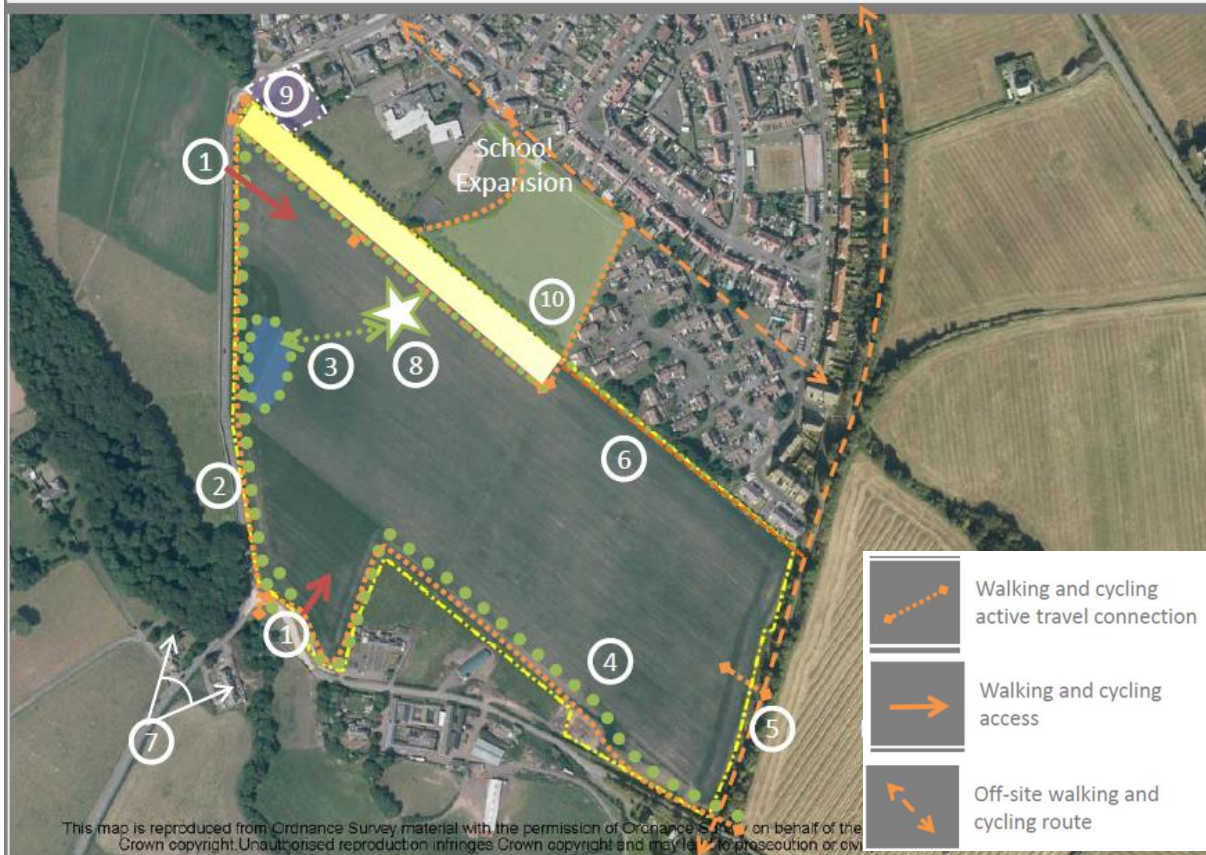 9
1
School
Expansion
10
3
8
6
2
Walking and cycling
active travel connection
1
4
Walking and cycling
access
7
5
Off-site walking and
cycling route
This map is reproduced from Ordnance Survey material with the permission of Ordnance Survey on behalf of the
Crown copyright.Unauthorised reproduction infringes Crown copyright and may lead to prosecution or civi